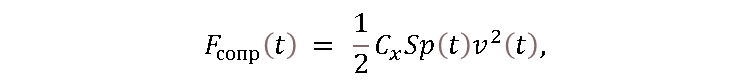 F_сопр(t) = 1/2 C_x S p(t) v²(t),